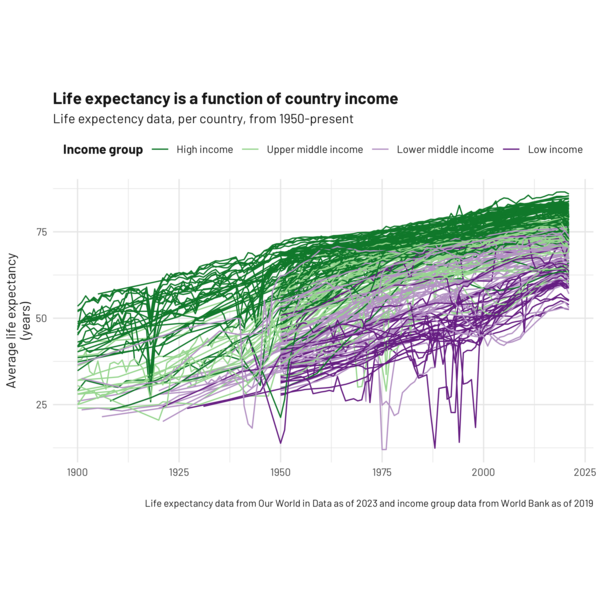 Life expectancy is a function of country income
Life expectency data, per country, from 1950-present
Income group High income Upper middle income Lower middle income Low income
Average life expectancy
(years)
75
50
25
1900 1925 1950 1975 2000 2025
Life expectancy data from Our World in Data as of 2023 and income group data from World Bank as of 2019